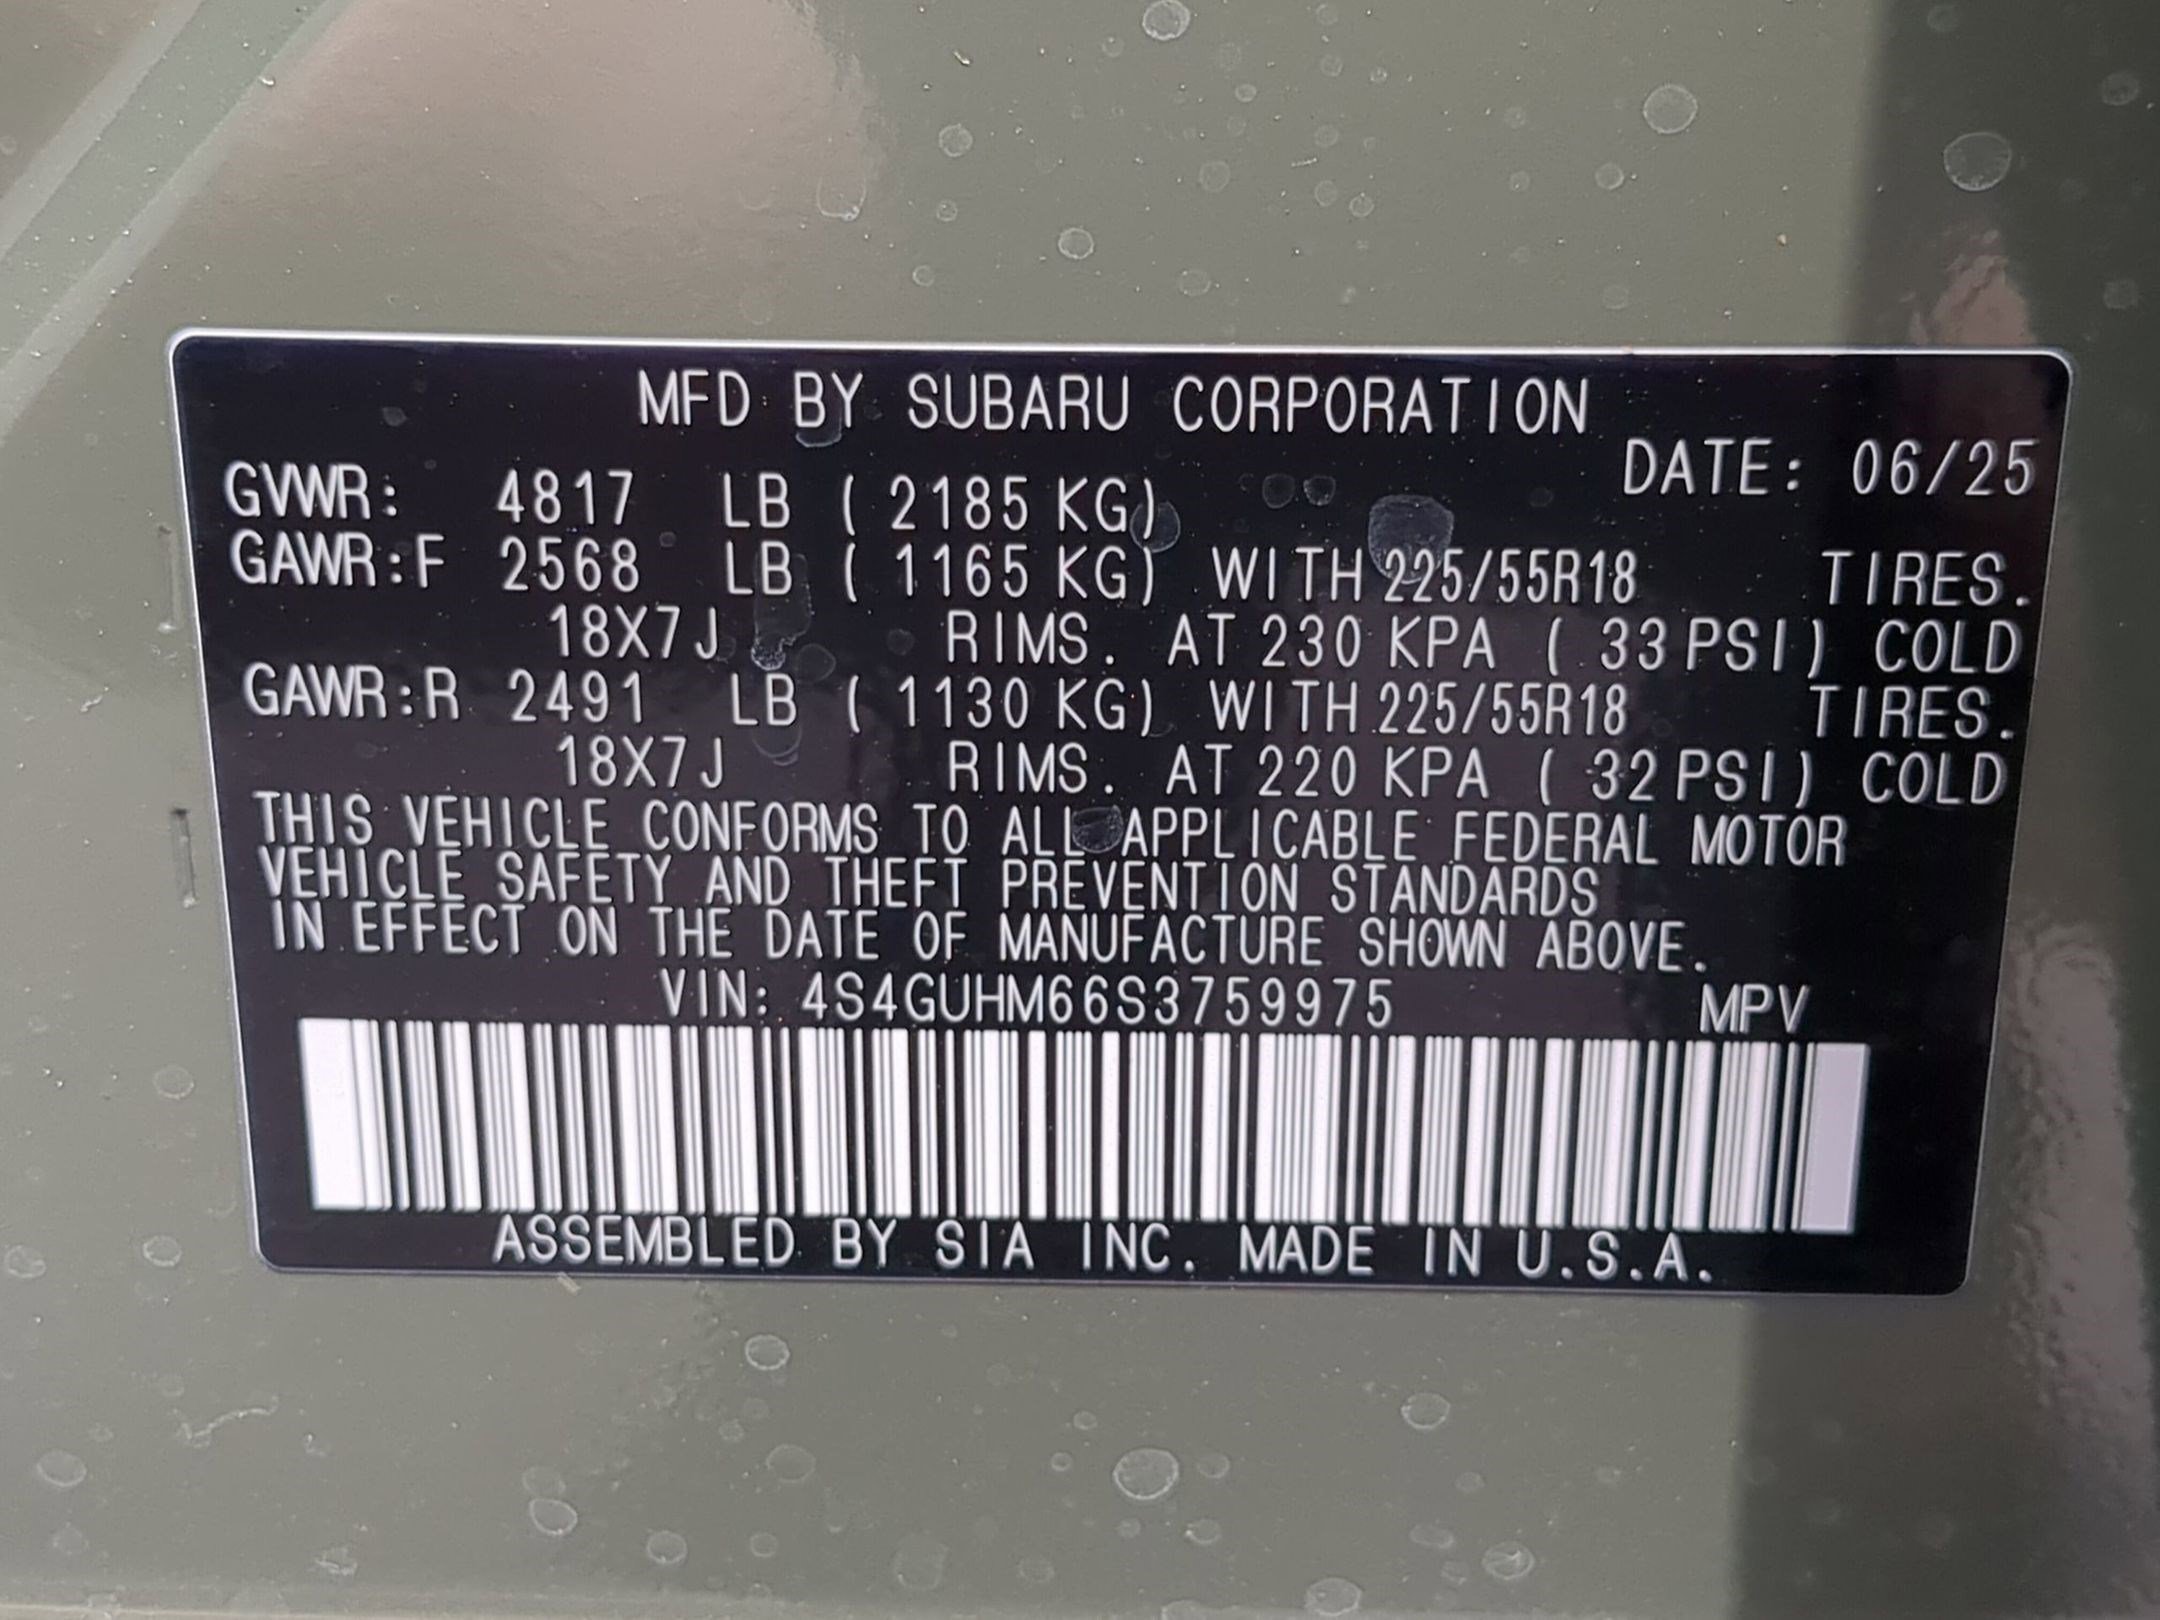 MFD BY SUBARU CORPORATION
DATE: 06/25
GVWR: 4817 LB ( 2185 KG)
GAWR:F 2568 LB ( 1165 KG) WITH 225/55R18 TIRES.
18X7J RIMS. AT 230 KPA ( 33 PSI) COLD
GAWR:R 2491 LB ( 1130 KG) WITH 225/55R18 TIRES.
18X7J RIMS. AT 220 KPA ( 32 PSI) COLD
THIS VEHICLE CONFORMS TO ALL APPLICABLE FEDERAL MOTOR
VEHICLE SAFETY AND THEFT PREVENTION STANDARDS
IN EFFECT ON THE DATE OF MANUFACTURE SHOWN ABOVE.
VIN: 4S4GUHM66S3759975 MPV
ASSEMBLED BY SIA INC. MADE IN U.S.A.